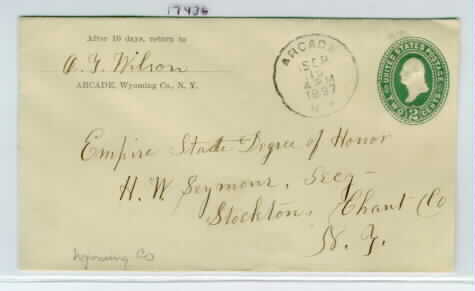 17436
After 10 days, return to
A. F. Wilson
ARCADE, Wyoming Co., N. Y.
ARCADE
SEP
4 PM
1897
N.Y.
UNITED STATES POSTAGE
TWO 2 CENTS
Empire State Degree of Honor
H. W. Seymour, Secy-
Stockton, Chaut Co
N. Y.
Wyoming Co